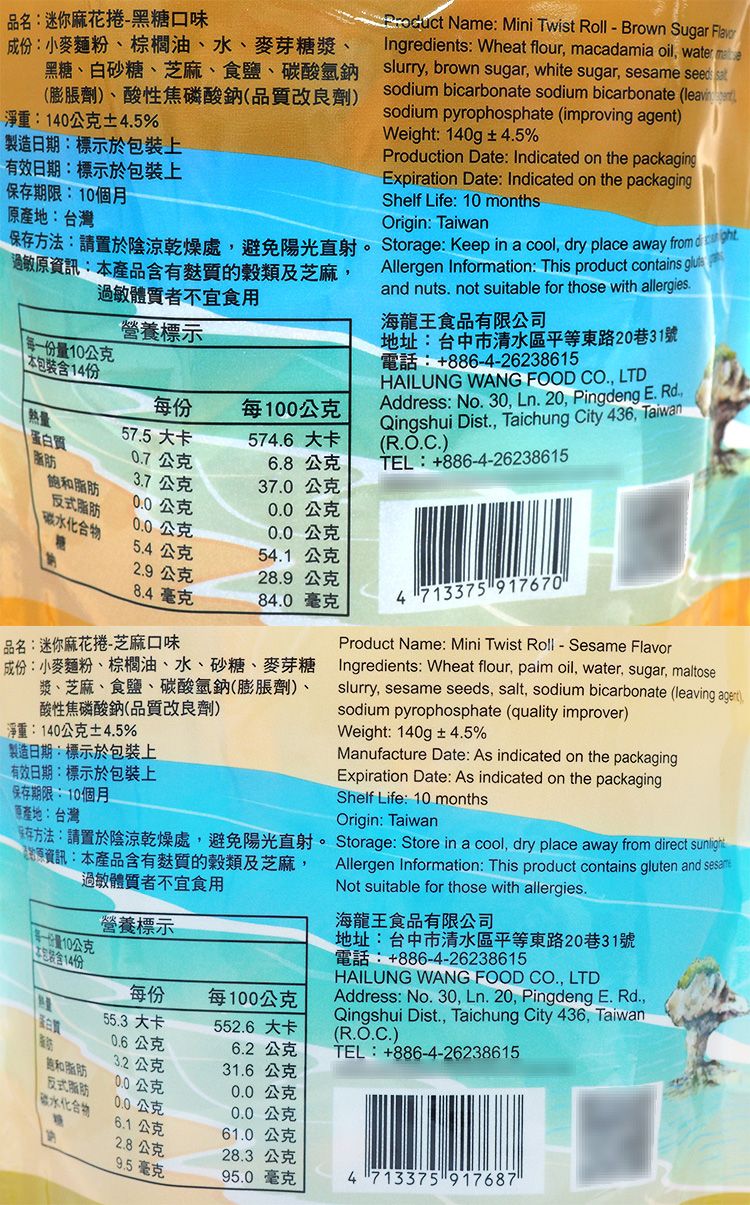 品名：迷你麻花捲-黑糖口味
成份：小麥麵粉、棕櫚油、水、麥芽糖漿、
黑糖、白砂糖、芝麻、食鹽、碳酸氫鈉
(膨脹劑)、酸性焦磷酸鈉(品質改良劑)
淨重：140公克±4.5%
製造日期：標示於包裝上
有效日期：標示於包裝上
保存期限：10個月
原產地：台灣
保存方法：請置於陰涼乾燥處，避免陽光直射。
過敏原資訊：本產品含有麩質的穀類及芝麻，
過敏體質者不宜食用
Product Name: Mini Twist Roll - Brown Sugar Flavor
Ingredients: Wheat flour, macadamia oil, water, maltose
slurry, brown sugar, white sugar, sesame seeds, salt,
sodium bicarbonate sodium bicarbonate (leavening agent),
sodium pyrophosphate (improving agent)
Weight: 140g ± 4.5%
Production Date: Indicated on the packaging
Expiration Date: Indicated on the packaging
Shelf Life: 10 months
Origin: Taiwan
Storage: Keep in a cool, dry place away from direct sunlight.
Allergen Information: This product contains gluten
and nuts. not suitable for those with allergies.
營養標示
每一份量10公克
本包裝含14份
每份 每100公克
熱量 57.5 大卡 574.6 大卡
蛋白質 0.7 公克 6.8 公克
脂肪 3.7 公克 37.0 公克
飽和脂肪 0.0 公克 0.0 公克
反式脂肪 0.0 公克 0.0 公克
碳水化合物 5.4 公克 54.1 公克
糖 2.9 公克 28.9 公克
鈉 8.4 毫克 84.0 毫克
海龍王食品有限公司
地址：台中市清水區平等東路20巷31號
電話：+886-4-26238615
HAILUNG WANG FOOD CO., LTD
Address: No. 30, Ln. 20, Pingdeng E. Rd.,
Qingshui Dist., Taichung City 436, Taiwan
(R.O.C.)
TEL：+886-4-26238615
4 713375 917670
品名：迷你麻花捲-芝麻口味
成份：小麥麵粉、棕櫚油、水、砂糖、麥芽糖
漿、芝麻、食鹽、碳酸氫鈉(膨脹劑)、
酸性焦磷酸鈉(品質改良劑)
淨重：140公克±4.5%
製造日期：標示於包裝上
有效日期：標示於包裝上
保存期限：10個月
原產地：台灣
保存方法：請置於陰涼乾燥處，避免陽光直射。
過敏原資訊：本產品含有麩質的穀類及芝麻，
過敏體質者不宜食用
Product Name: Mini Twist Roll - Sesame Flavor
Ingredients: Wheat flour, palm oil, water, sugar, maltose
slurry, sesame seeds, salt, sodium bicarbonate (leaving agent),
sodium pyrophosphate (quality improver)
Weight: 140g ± 4.5%
Manufacture Date: As indicated on the packaging
Expiration Date: As indicated on the packaging
Shelf Life: 10 months
Origin: Taiwan
Storage: Store in a cool, dry place away from direct sunlight.
Allergen Information: This product contains gluten and sesame
Not suitable for those with allergies.
營養標示
每一份量10公克
本包裝含14份
每份 每100公克
熱量 55.3 大卡 552.6 大卡
蛋白質 0.6 公克 6.2 公克
脂肪 3.2 公克 31.6 公克
飽和脂肪 0.0 公克 0.0 公克
反式脂肪 0.0 公克 0.0 公克
碳水化合物 6.1 公克 61.0 公克
糖 2.8 公克 28.3 公克
鈉 9.5 毫克 95.0 毫克
海龍王食品有限公司
地址：台中市清水區平等東路20巷31號
電話：+886-4-26238615
HAILUNG WANG FOOD CO., LTD
Address: No. 30, Ln. 20, Pingdeng E. Rd.,
Qingshui Dist., Taichung City 436, Taiwan
(R.O.C.)
TEL：+886-4-26238615
4 713375 917687